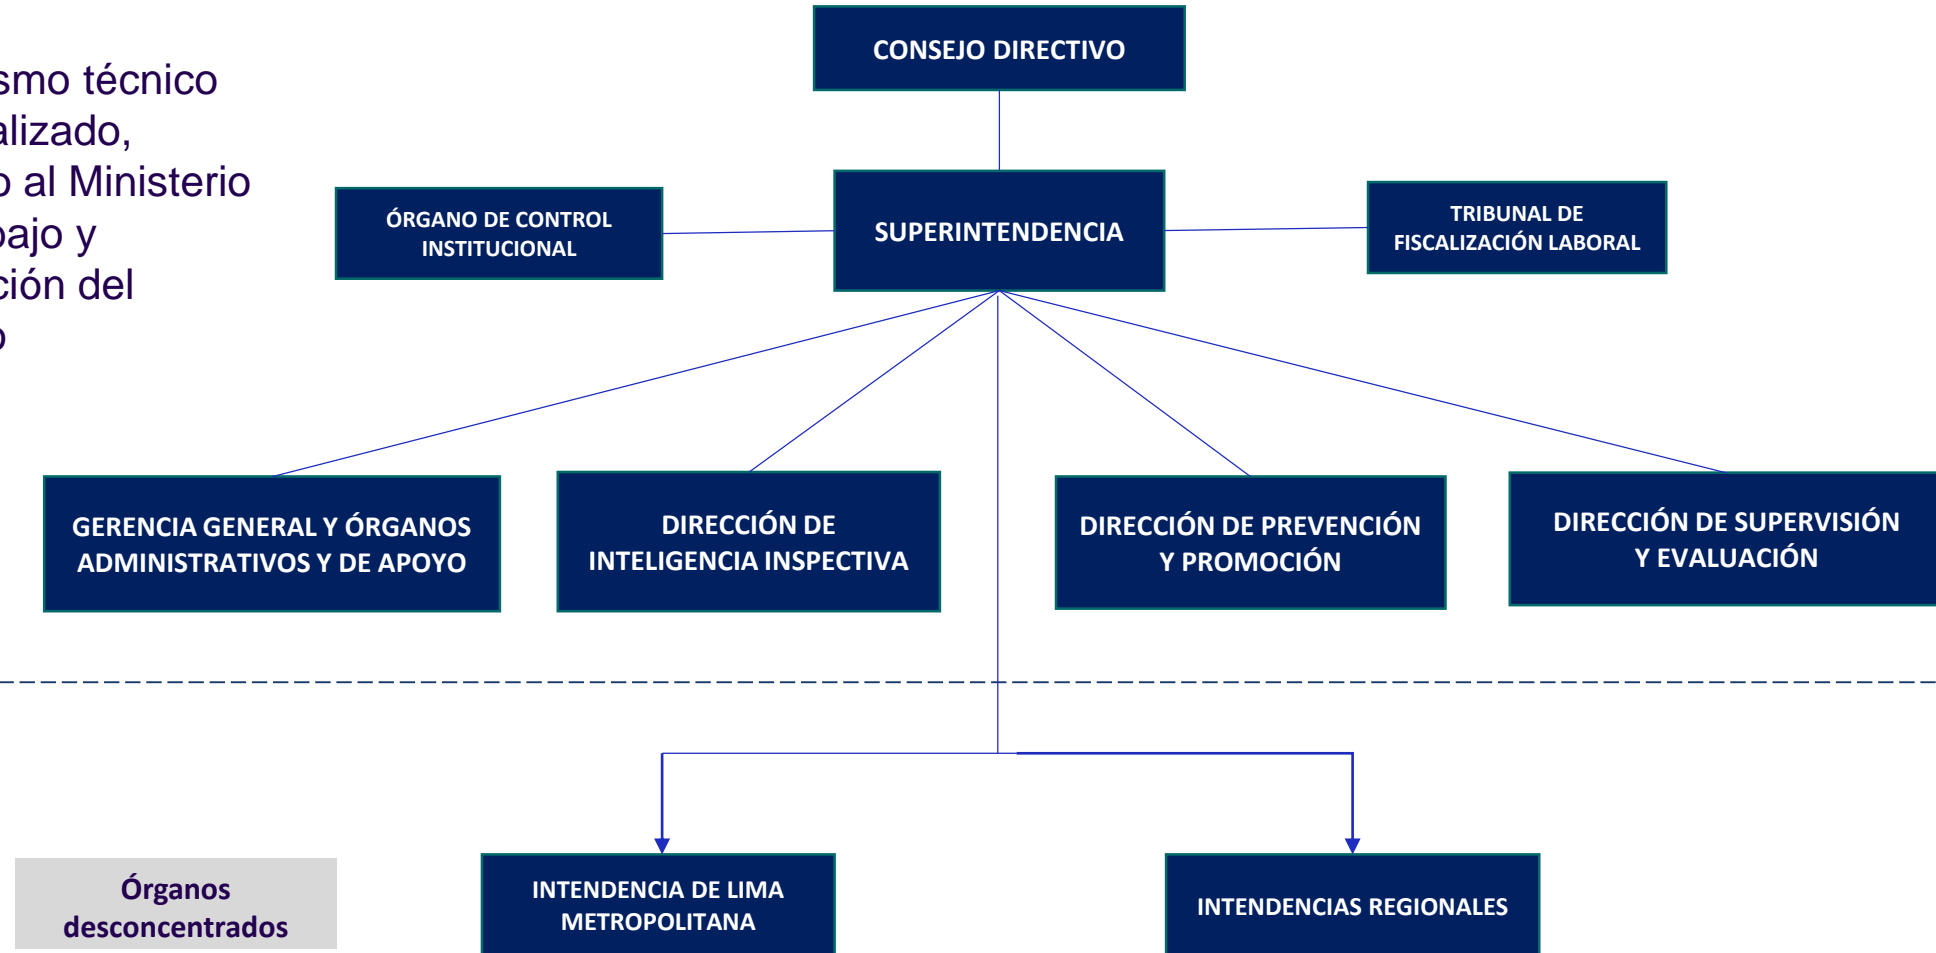 CONSEJO DIRECTIVO
smo técnico
alizado,
o al Ministerio
bajo y
ción del
o
ÓRGANO DE CONTROL
INSTITUCIONAL
SUPERINTENDENCIA
TRIBUNAL DE
FISCALIZACIÓN LABORAL
GERENCIA GENERAL Y ÓRGANOS
ADMINISTRATIVOS Y DE APOYO
DIRECCIÓN DE
INTELIGENCIA INSPECTIVA
DIRECCIÓN DE PREVENCIÓN
Y PROMOCIÓN
DIRECCIÓN DE SUPERVISIÓN
Y EVALUACIÓN
Órganos
desconcentrados
INTENDENCIA DE LIMA
METROPOLITANA
INTENDENCIAS REGIONALES